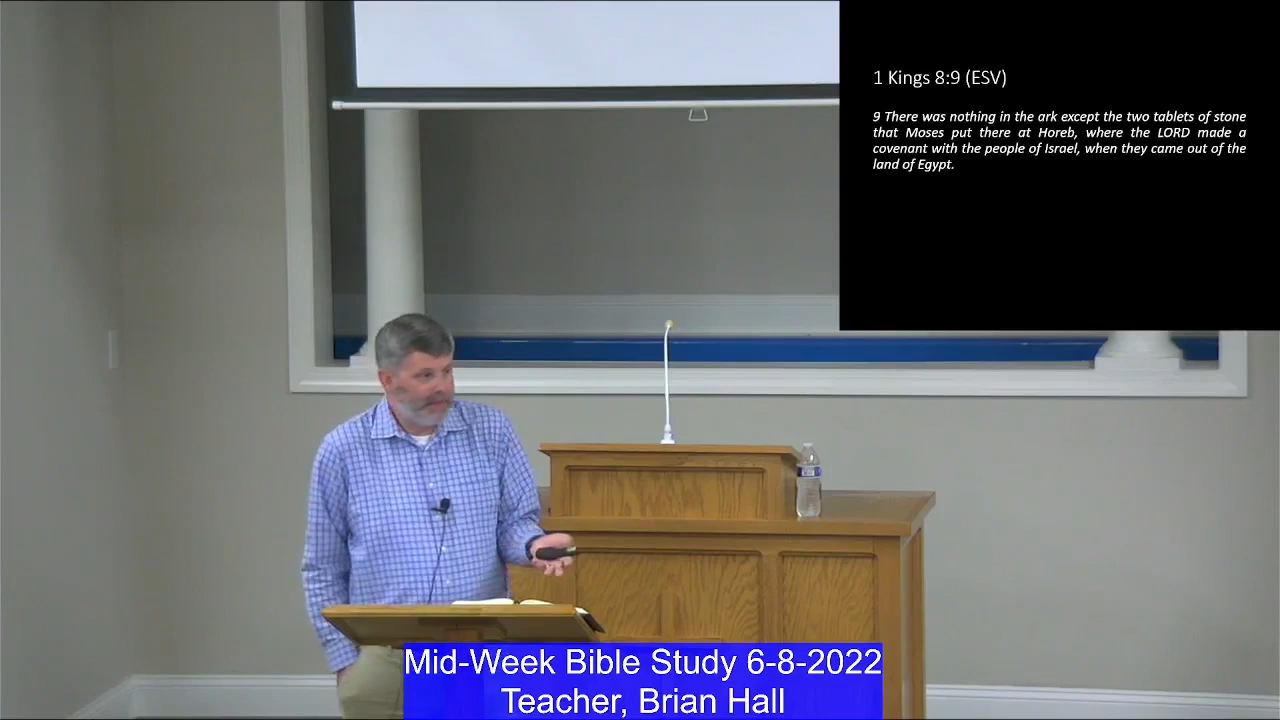 1 Kings 8:9 (ESV)
9 There was nothing in the ark except the two tablets of stone
that Moses put there at Horeb, where the LORD made a
covenant with the people of Israel, when they came out of the
land of Egypt.
Mid-Week Bible Study 6-8-2022
Teacher, Brian Hall